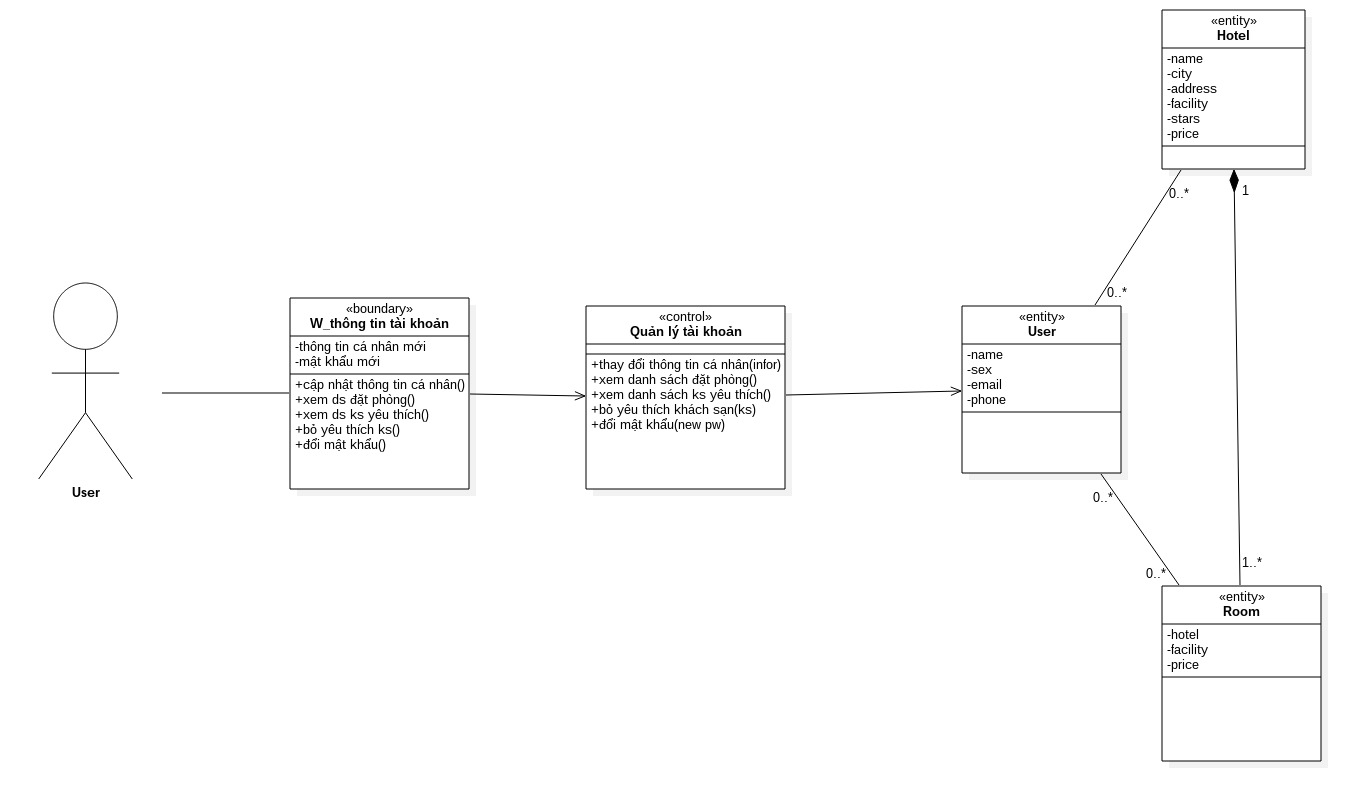 «entity»
Hotel
-name
-city
-address
-facility
-stars
-price
0..*
1
0..*
«boundary»
W_thông tin tài khoản
-thông tin cá nhân mới
-mật khẩu mới
+cập nhật thông tin cá nhân()
+xem ds đặt phòng()
+xem ds ks yêu thích()
+bỏ yêu thích ks()
+đổi mật khẩu()
«control»
Quản lý tài khoản
+thay đổi thông tin cá nhân(infor)
+xem danh sách đặt phòng()
+xem danh sách ks yêu thích()
+bỏ yêu thích khách sạn(ks)
+đổi mật khẩu(new pw)
«entity»
User
-name
-sex
-email
-phone
User
0..*
0..*
1..*
«entity»
Room
-hotel
-facility
-price